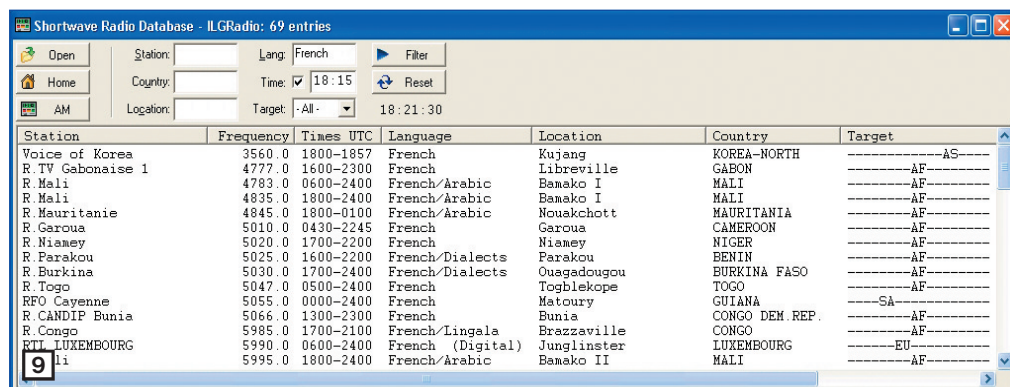 Shortwave Radio Database - ILGRadio: 69 entries
Open Station: Lang: French Filter
Home Country: Time: 18:15 Reset
AM Location: Target: - All - 18:21:30
Station Frequency Times UTC Language Location Country Target
Voice of Korea 3560.0 1800-1857 French Kujang KOREA-NORTH ------------AS----
R.TV Gabonaise 1 4777.0 1600-2300 French Libreville GABON --------AF--------
R.Mali 4783.0 0600-2400 French/Arabic Bamako I MALI --------AF--------
R.Mali 4835.0 1800-2400 French/Arabic Bamako I MALI --------AF--------
R.Mauritanie 4845.0 1800-0100 French/Arabic Nouakchott MAURITANIA --------AF--------
R.Garoua 5010.0 0430-2245 French Garoua CAMEROON --------AF--------
R.Niamey 5020.0 1700-2200 French Niamey NIGER --------AF--------
R.Parakou 5025.0 1600-2200 French/Dialects Parakou BENIN --------AF--------
R.Burkina 5030.0 1700-2400 French/Dialects Ouagadougou BURKINA FASO --------AF--------
R.Togo 5047.0 0500-2400 French Togblekope TOGO --------AF--------
RFO Cayenne 5055.0 0000-2400 French Matoury GUIANA ----SA------------
R.CANDIP Bunia 5066.0 1300-2300 French Bunia CONGO DEM.REP. --------AF--------
R.Congo 5985.0 1700-2100 French/Lingala Brazzaville CONGO --------AF--------
RTL LUXEMBOURG 5990.0 0600-2400 French (Digital) Junglinster LUXEMBOURG ------EU----------
li 5995.0 1800-2400 French/Arabic Bamako II MALI --------AF--------
9